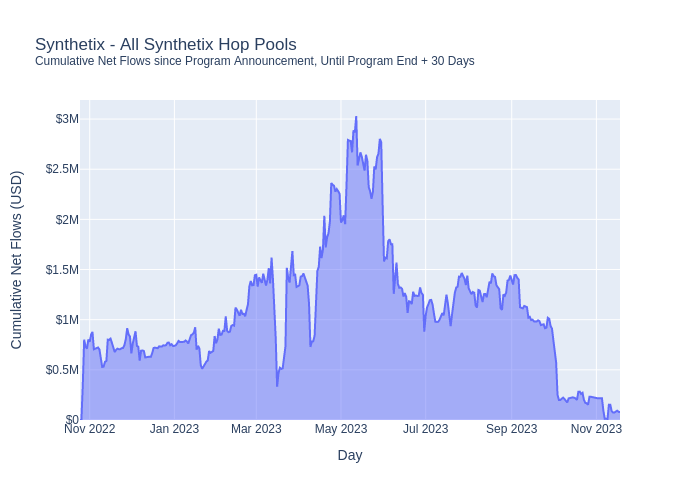 Synthetix - All Synthetix Hop Pools
Cumulative Net Flows since Program Announcement, Until Program End + 30 Days
Cumulative Net Flows (USD)
$3M
$2.5M
$2M
$1.5M
$1M
$0.5M
$0
Nov 2022 Jan 2023 Mar 2023 May 2023 Jul 2023 Sep 2023 Nov 2023
Day